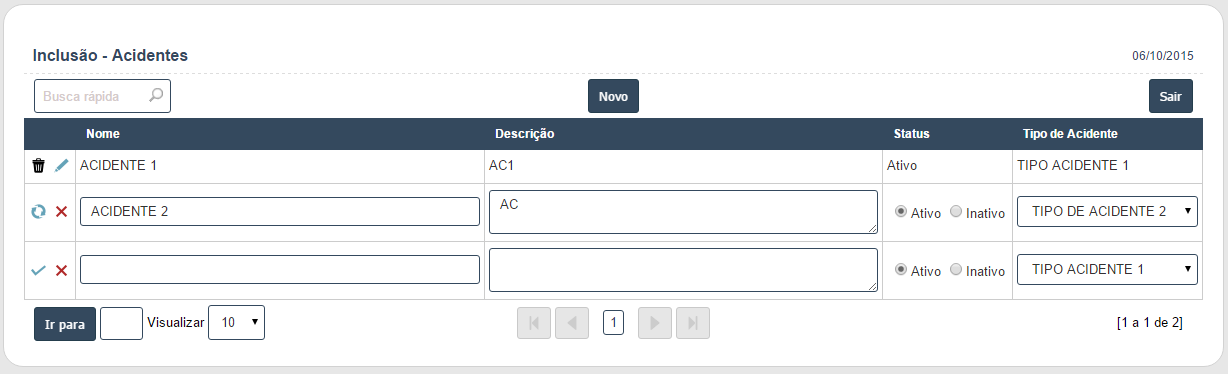 Inclusão - Acidentes 06/10/2015
Busca rápida Novo Sair
Nome Descrição Status Tipo de Acidente
ACIDENTE 1 AC1 Ativo TIPO ACIDENTE 1
ACIDENTE 2 AC Ativo Inativo TIPO DE ACIDENTE 2
Ativo Inativo TIPO ACIDENTE 1
Ir para Visualizar 10 1 [1 a 1 de 2]